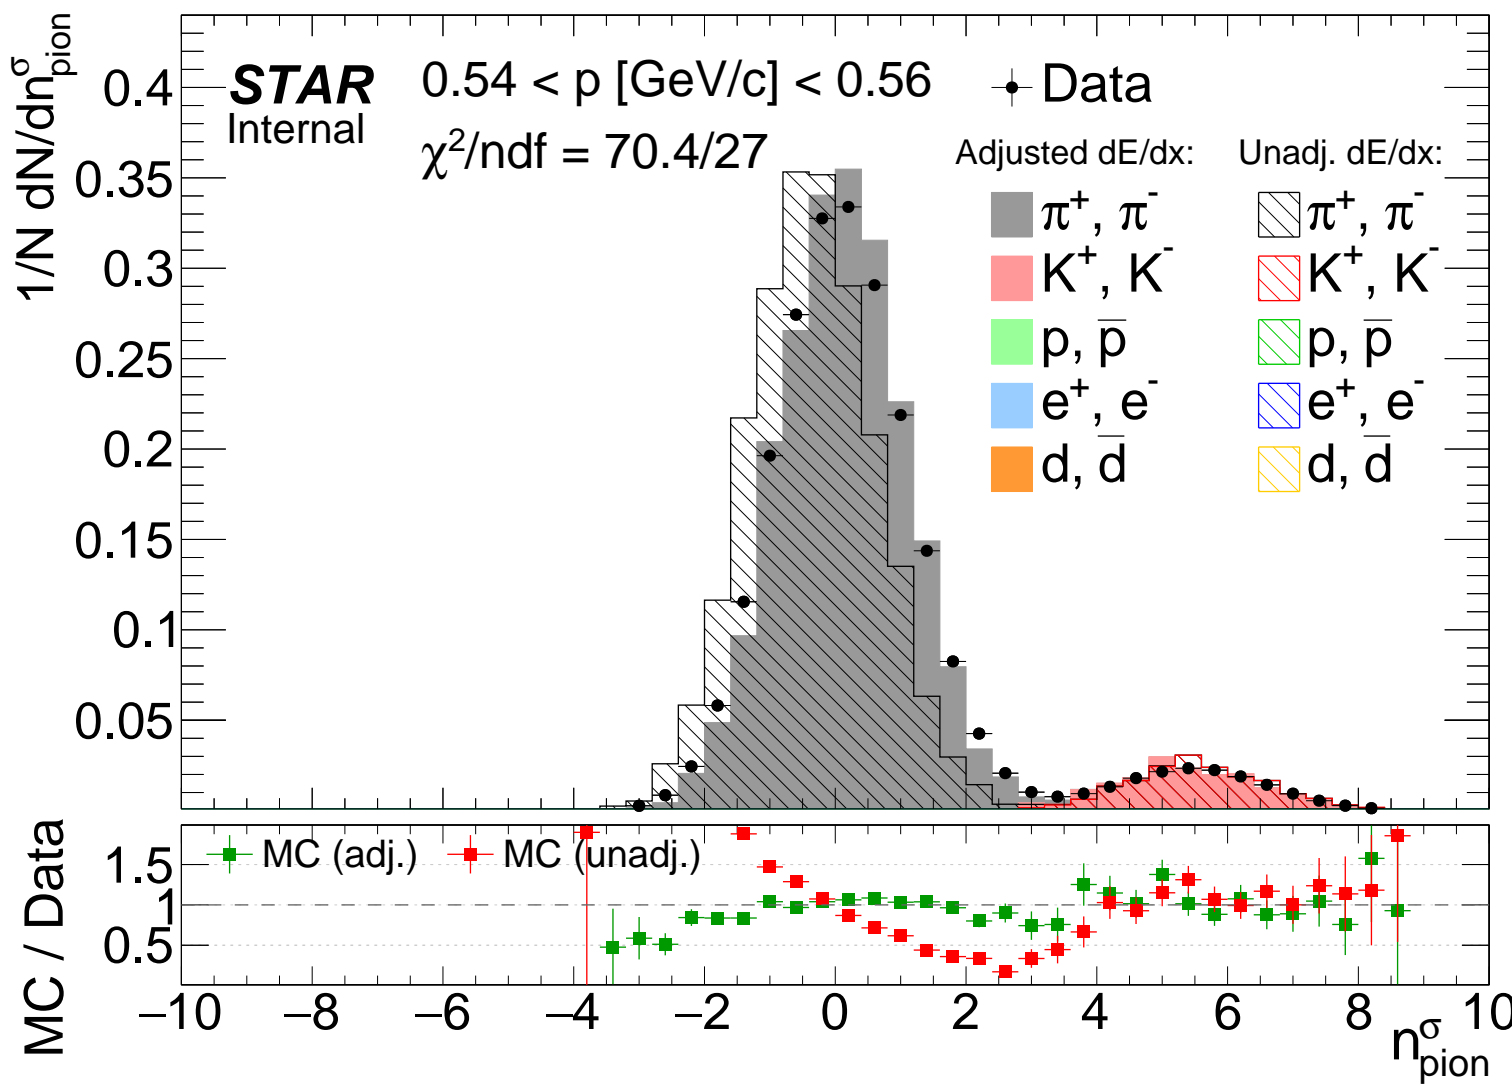 1/N dN/dn^σ_pion
0.4
0.35
0.3
0.25
0.2
0.15
0.1
0.05
STAR
Internal
0.54 < p [GeV/c] < 0.56
χ²/ndf = 70.4/27
Data
Adjusted dE/dx:
π⁺, π⁻
K⁺, K⁻
p, p̅
e⁺, e⁻
d, d̅
Unadj. dE/dx:
π⁺, π⁻
K⁺, K⁻
p, p̅
e⁺, e⁻
d, d̅
MC / Data
1.5
1
0.5
MC (adj.)
MC (unadj.)
−10 −8 −6 −4 −2 0 2 4 6 8 10
n^σ_pion